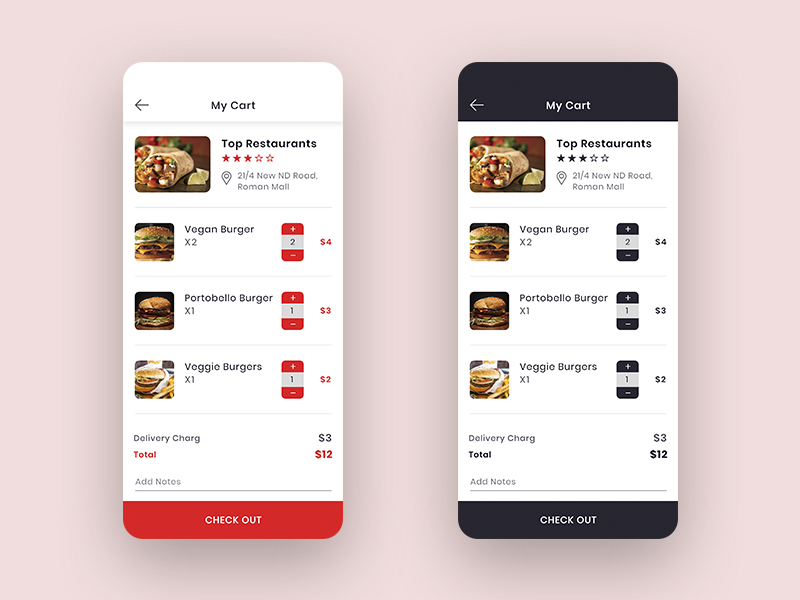 My Cart
Top Restaurants
21/4 New ND Road,
Roman Mall
Vegan Burger
X2
+
2
−
$4
Portobello Burger
X1
+
1
−
$3
Veggie Burgers
X1
+
1
−
$2
Delivery Charg
$3
Total
$12
Add Notes
CHECK OUT
My Cart
Top Restaurants
21/4 New ND Road,
Roman Mall
Vegan Burger
X2
+
2
−
$4
Portobello Burger
X1
+
1
−
$3
Veggie Burgers
X1
+
1
−
$2
Delivery Charg
$3
Total
$12
Add Notes
CHECK OUT